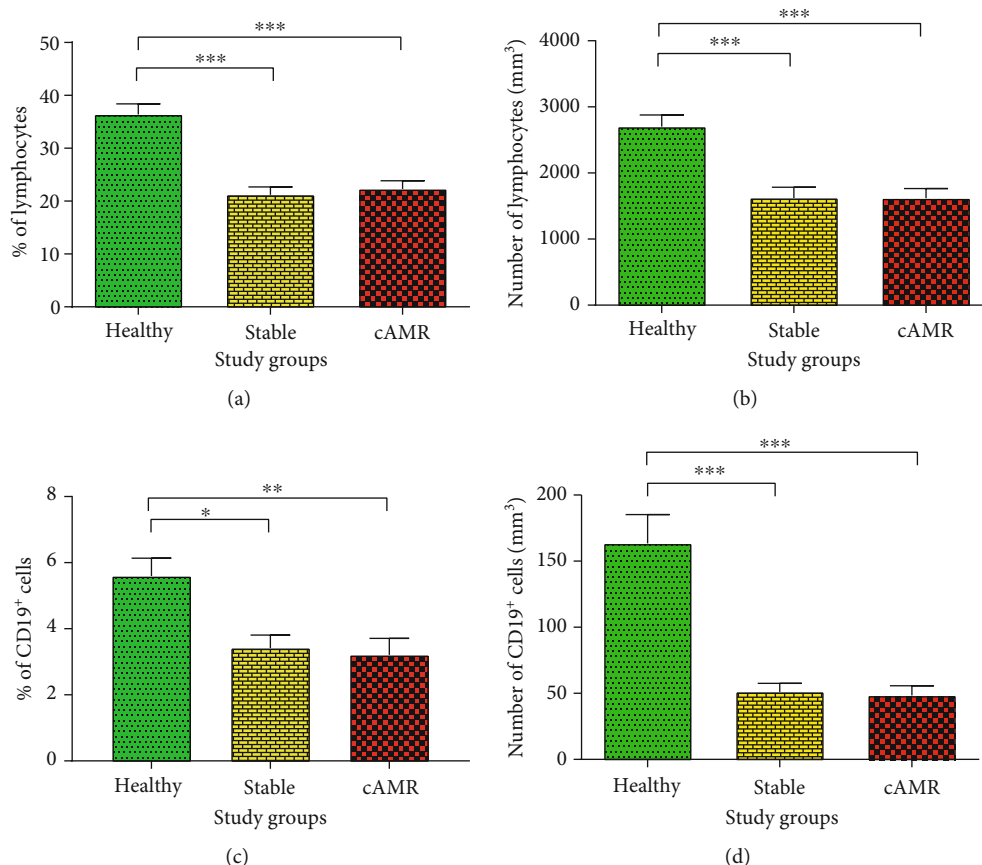 ***
***
50
40
30
20
10
0
% of lymphocytes
Healthy Stable cAMR
Study groups
(a)
***
***
4000
3000
2000
1000
0
Number of lymphocytes (mm³)
Healthy Stable cAMR
Study groups
(b)
**
*
8
6
4
2
0
% of CD19⁺ cells
Healthy Stable cAMR
Study groups
(c)
***
***
200
150
100
50
0
Number of CD19⁺ cells (mm³)
Healthy Stable cAMR
Study groups
(d)